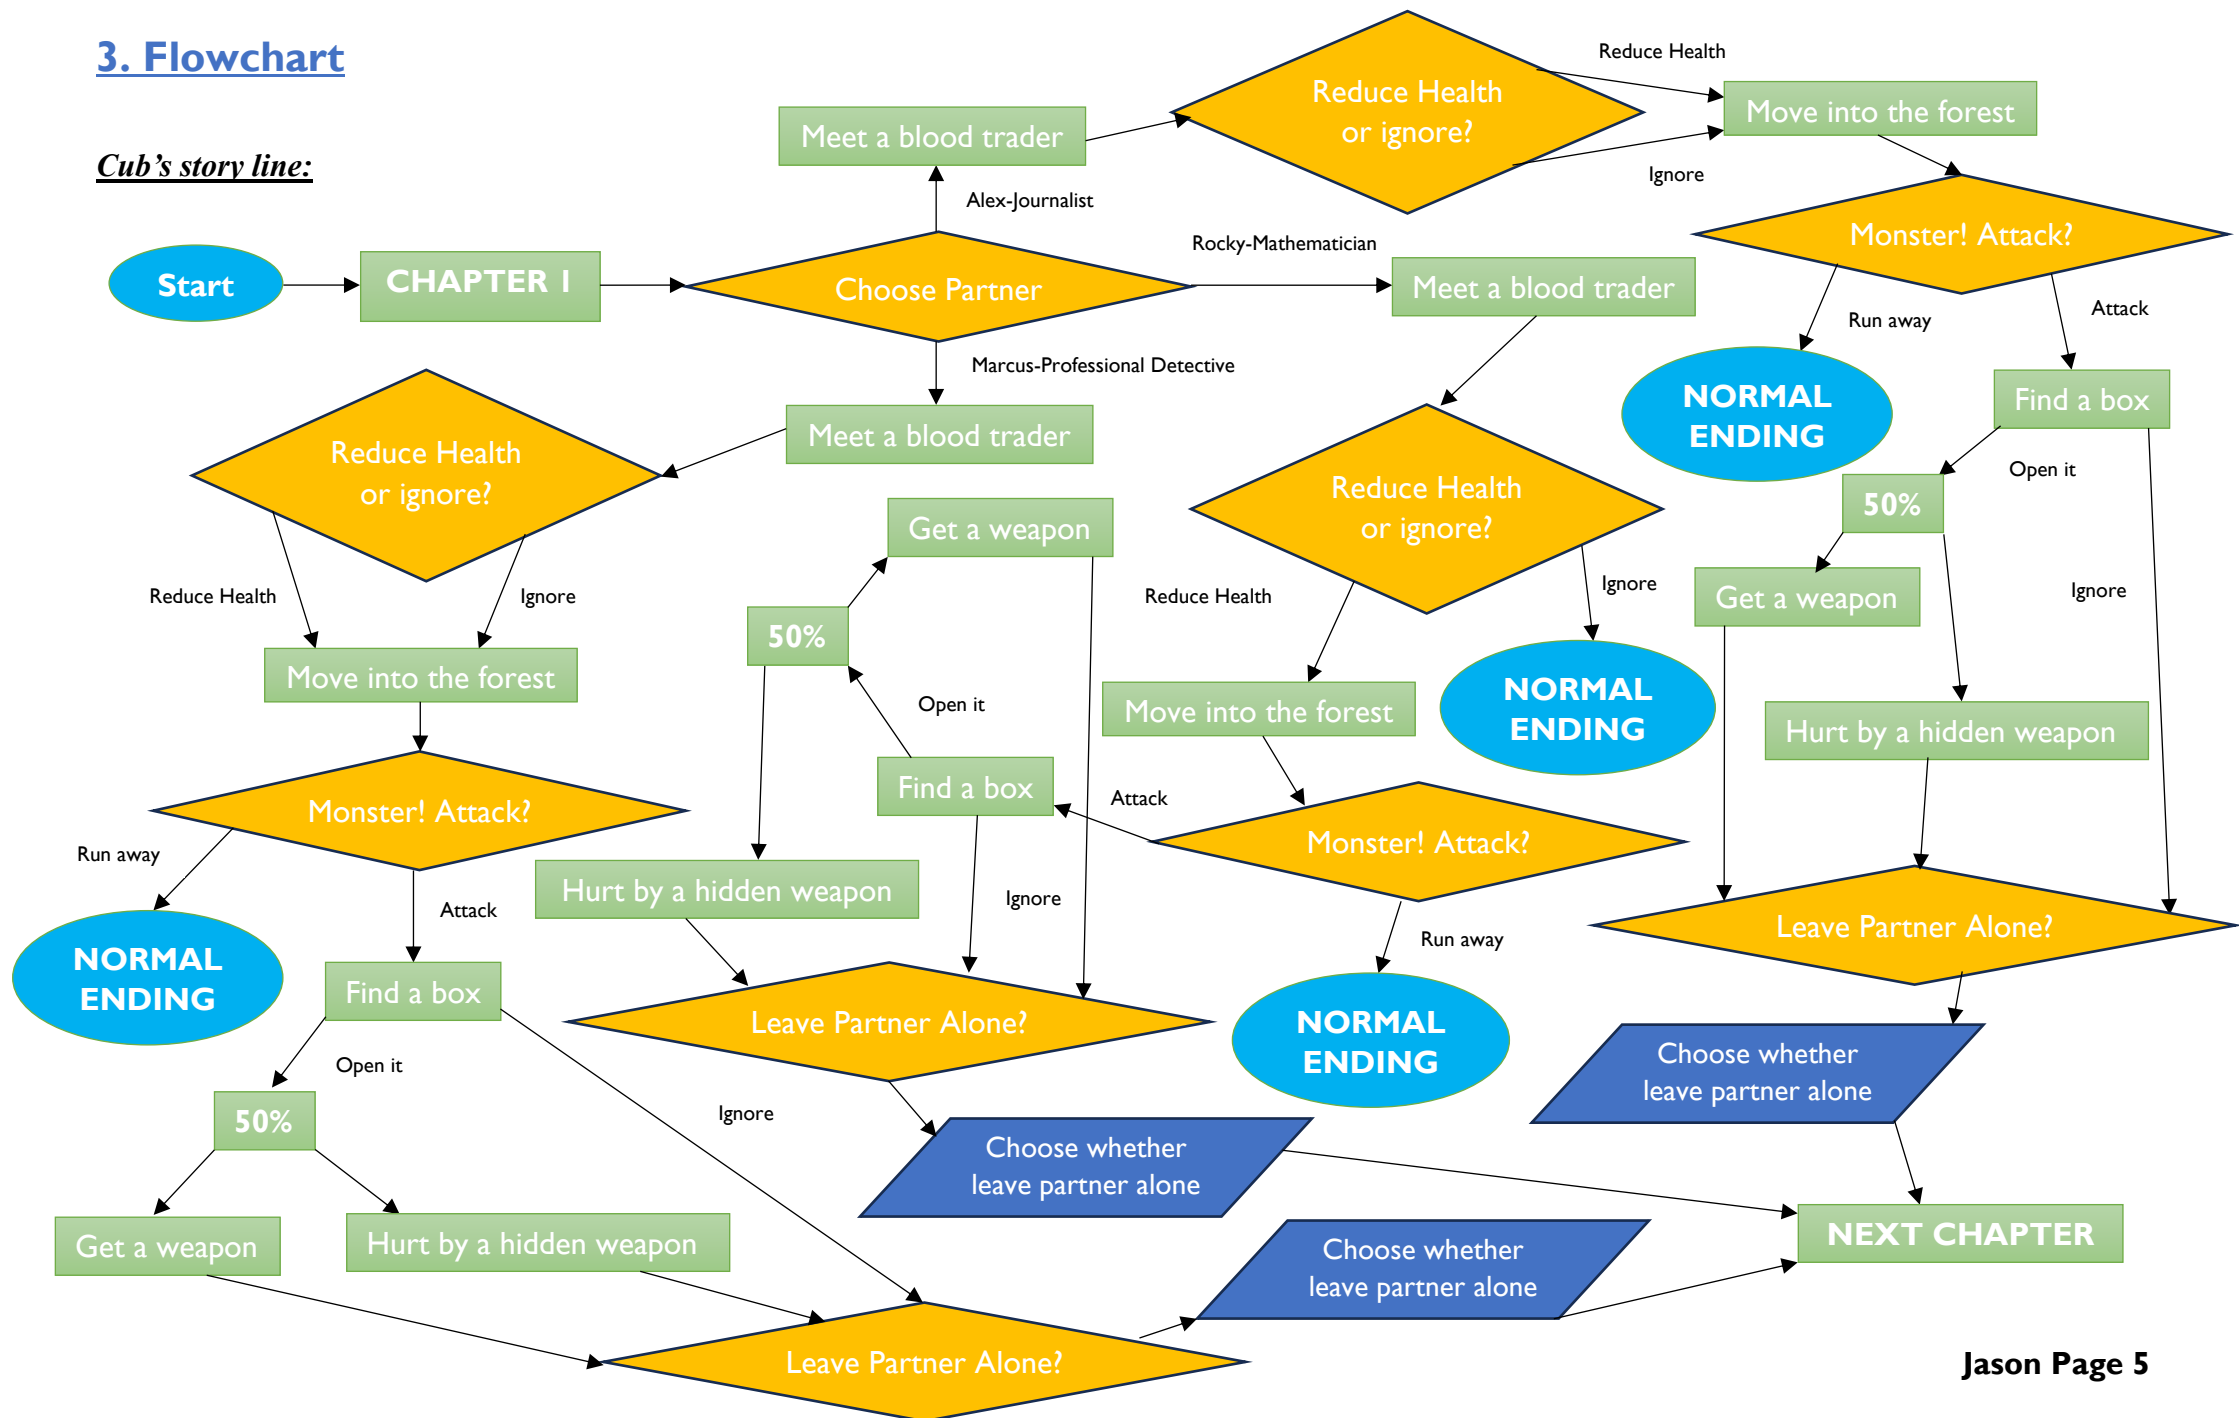 3. Flowchart
Cub's story line:
Start
CHAPTER I
Choose Partner
Alex-Journalist
Meet a blood trader
Reduce Health
or ignore?
Reduce Health
Ignore
Move into the forest
Monster! Attack?
Run away
NORMAL
ENDING
Attack
Find a box
Open it
50%
Get a weapon
Hurt by a hidden weapon
Ignore
Leave Partner Alone?
Choose whether
leave partner alone
Rocky-Mathematician
Meet a blood trader
Reduce Health
or ignore?
Ignore
NORMAL
ENDING
Reduce Health
Move into the forest
Monster! Attack?
Run away
NORMAL
ENDING
Attack
Find a box
Open it
50%
Get a weapon
Hurt by a hidden weapon
Ignore
Leave Partner Alone?
Choose whether
leave partner alone
Marcus-Professional Detective
Meet a blood trader
Reduce Health
or ignore?
Reduce Health
Ignore
Move into the forest
Monster! Attack?
Run away
NORMAL
ENDING
Attack
Find a box
Open it
50%
Get a weapon
Hurt by a hidden weapon
Ignore
Leave Partner Alone?
Choose whether
leave partner alone
NEXT CHAPTER
Jason Page 5